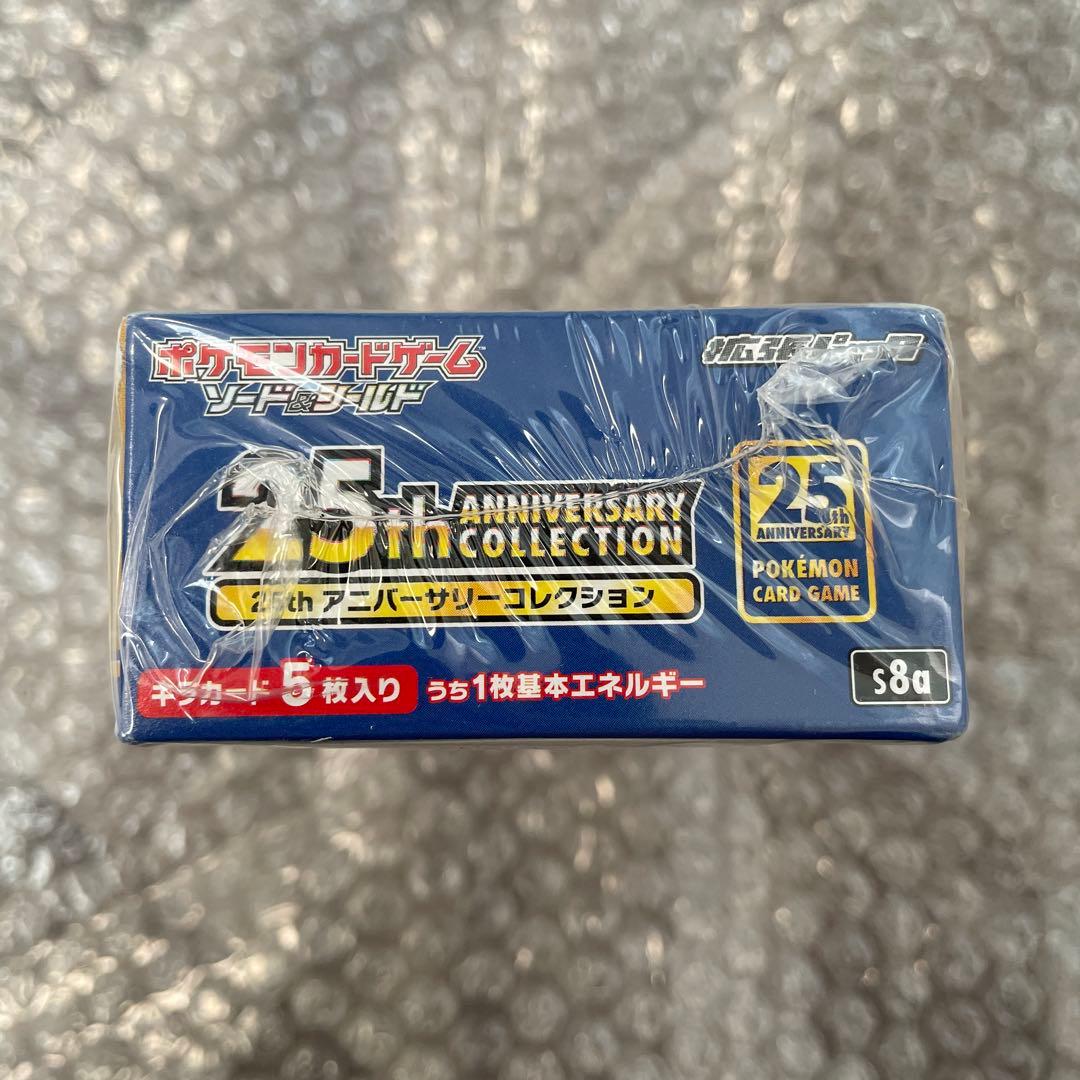 ポケモンカードゲーム
ソード&シールド
拡張パック
25th ANNIVERSARY COLLECTION
25th アニバーサリーコレクション
25th ANNIVERSARY
POKÉMON CARD GAME
キラカード 5枚入り うち1枚基本エネルギー
s8a